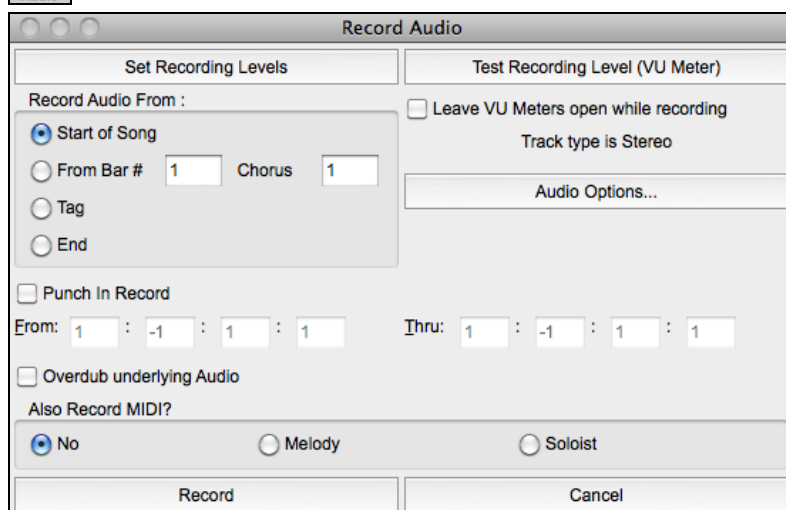 Record Audio
Set Recording Levels
Test Recording Level (VU Meter)
Record Audio From :
Leave VU Meters open while recording
Start of Song
Track type is Stereo
From Bar # 1 Chorus 1
Audio Options...
Tag
End
Punch In Record
From: 1 : -1 : 1 : 1 Thru: 1 : -1 : 1 : 1
Overdub underlying Audio
Also Record MIDI?
No Melody Soloist
Record Cancel